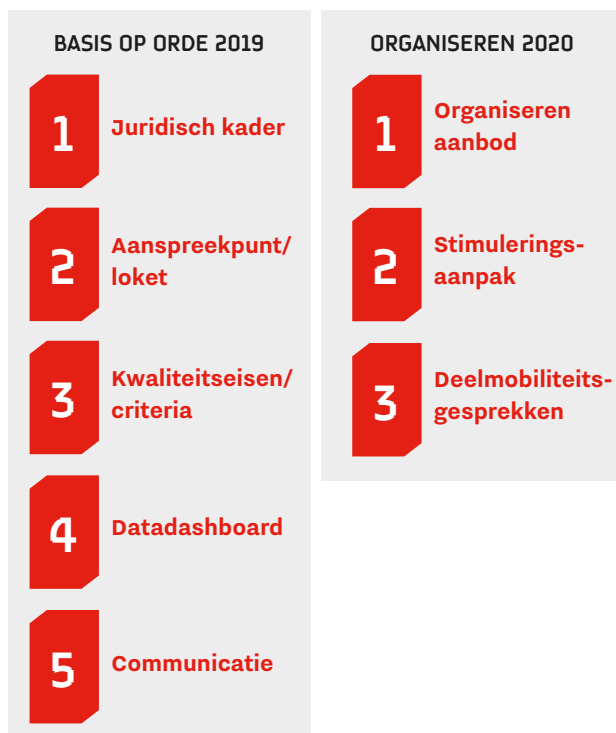 BASIS OP ORDE 2019
1
Juridisch kader
2
Aanspreekpunt/
loket
3
Kwaliteitseisen/
criteria
4
Datadashboard
5
Communicatie
ORGANISEREN 2020
1
Organiseren
aanbod
2
Stimulerings-
aanpak
3
Deelmobiliteits-
gesprekken